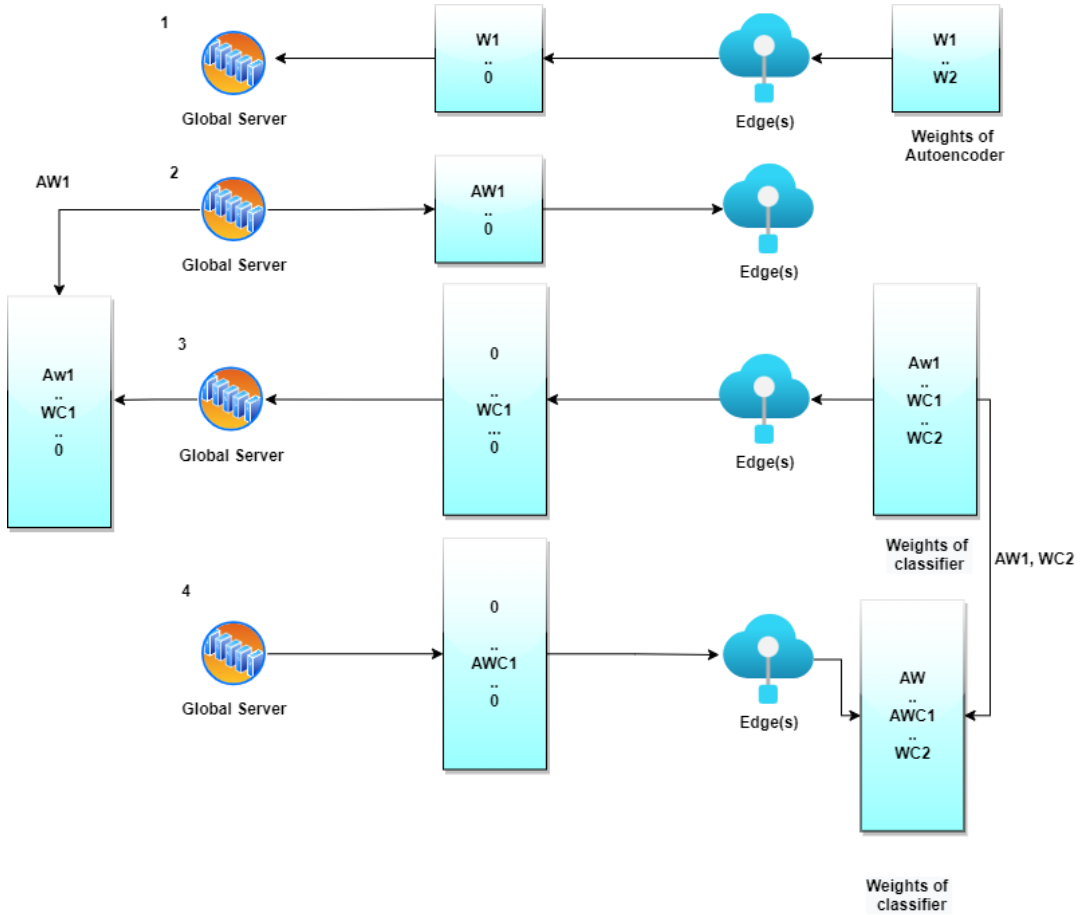 1
W1
..
0
W1
..
W2
Global Server
Edge(s)
Weights of
Autoencoder
AW1
2
AW1
..
0
Global Server
Edge(s)
3
Aw1
..
WC1
..
0
0
..
WC1
...
0
Aw1
..
WC1
..
WC2
Global Server
Edge(s)
Weights of
classifier
AW1, WC2
4
0
..
AWC1
..
0
Global Server
Edge(s)
AW
..
AWC1
..
WC2
Weights of
classifier